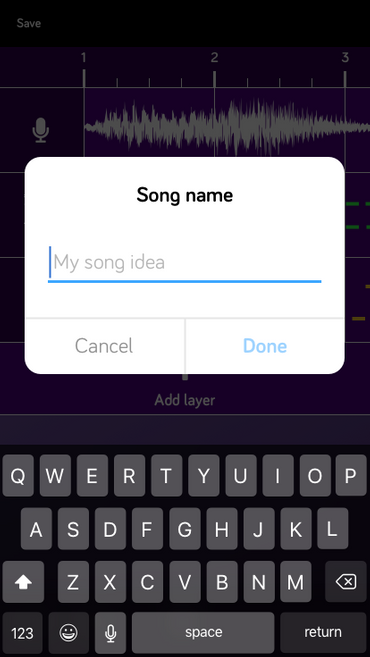 Save
1 2 3
Song name
My song idea
Cancel Done
Add layer
Q W E R T Y U I O P
A S D F G H J K L
Z X C V B N M
123 space return